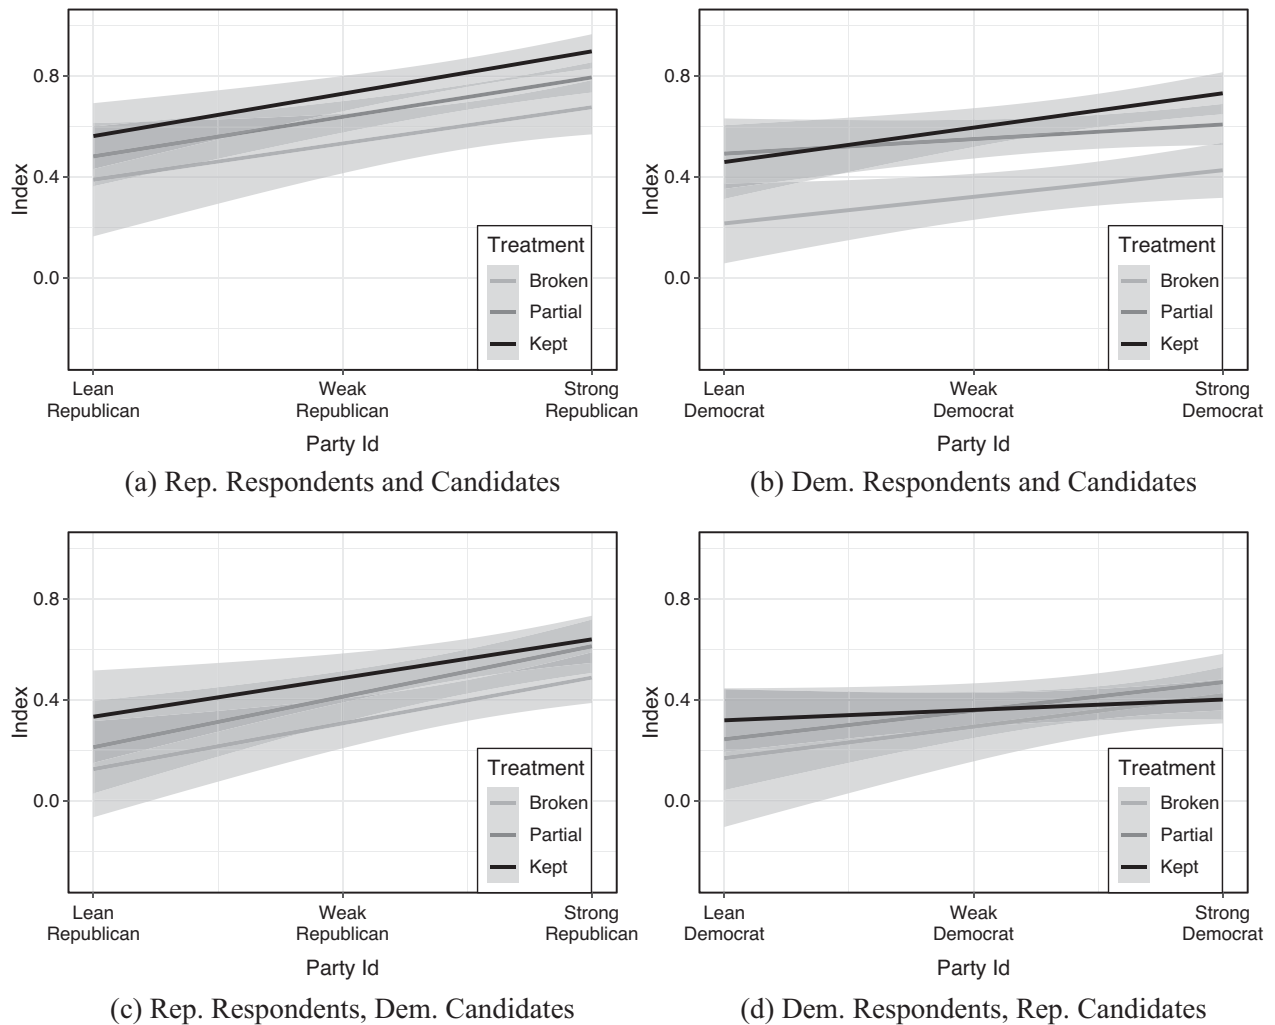 0.8
0.4
0.0
Index
Treatment
Broken
Partial
Kept
Lean
Republican
Weak
Republican
Strong
Republican
Party Id
(a) Rep. Respondents and Candidates
0.8
0.4
0.0
Index
Treatment
Broken
Partial
Kept
Lean
Democrat
Weak
Democrat
Strong
Democrat
Party Id
(b) Dem. Respondents and Candidates
0.8
0.4
0.0
Index
Treatment
Broken
Partial
Kept
Lean
Republican
Weak
Republican
Strong
Republican
Party Id
(c) Rep. Respondents, Dem. Candidates
0.8
0.4
0.0
Index
Treatment
Broken
Partial
Kept
Lean
Democrat
Weak
Democrat
Strong
Democrat
Party Id
(d) Dem. Respondents, Rep. Candidates